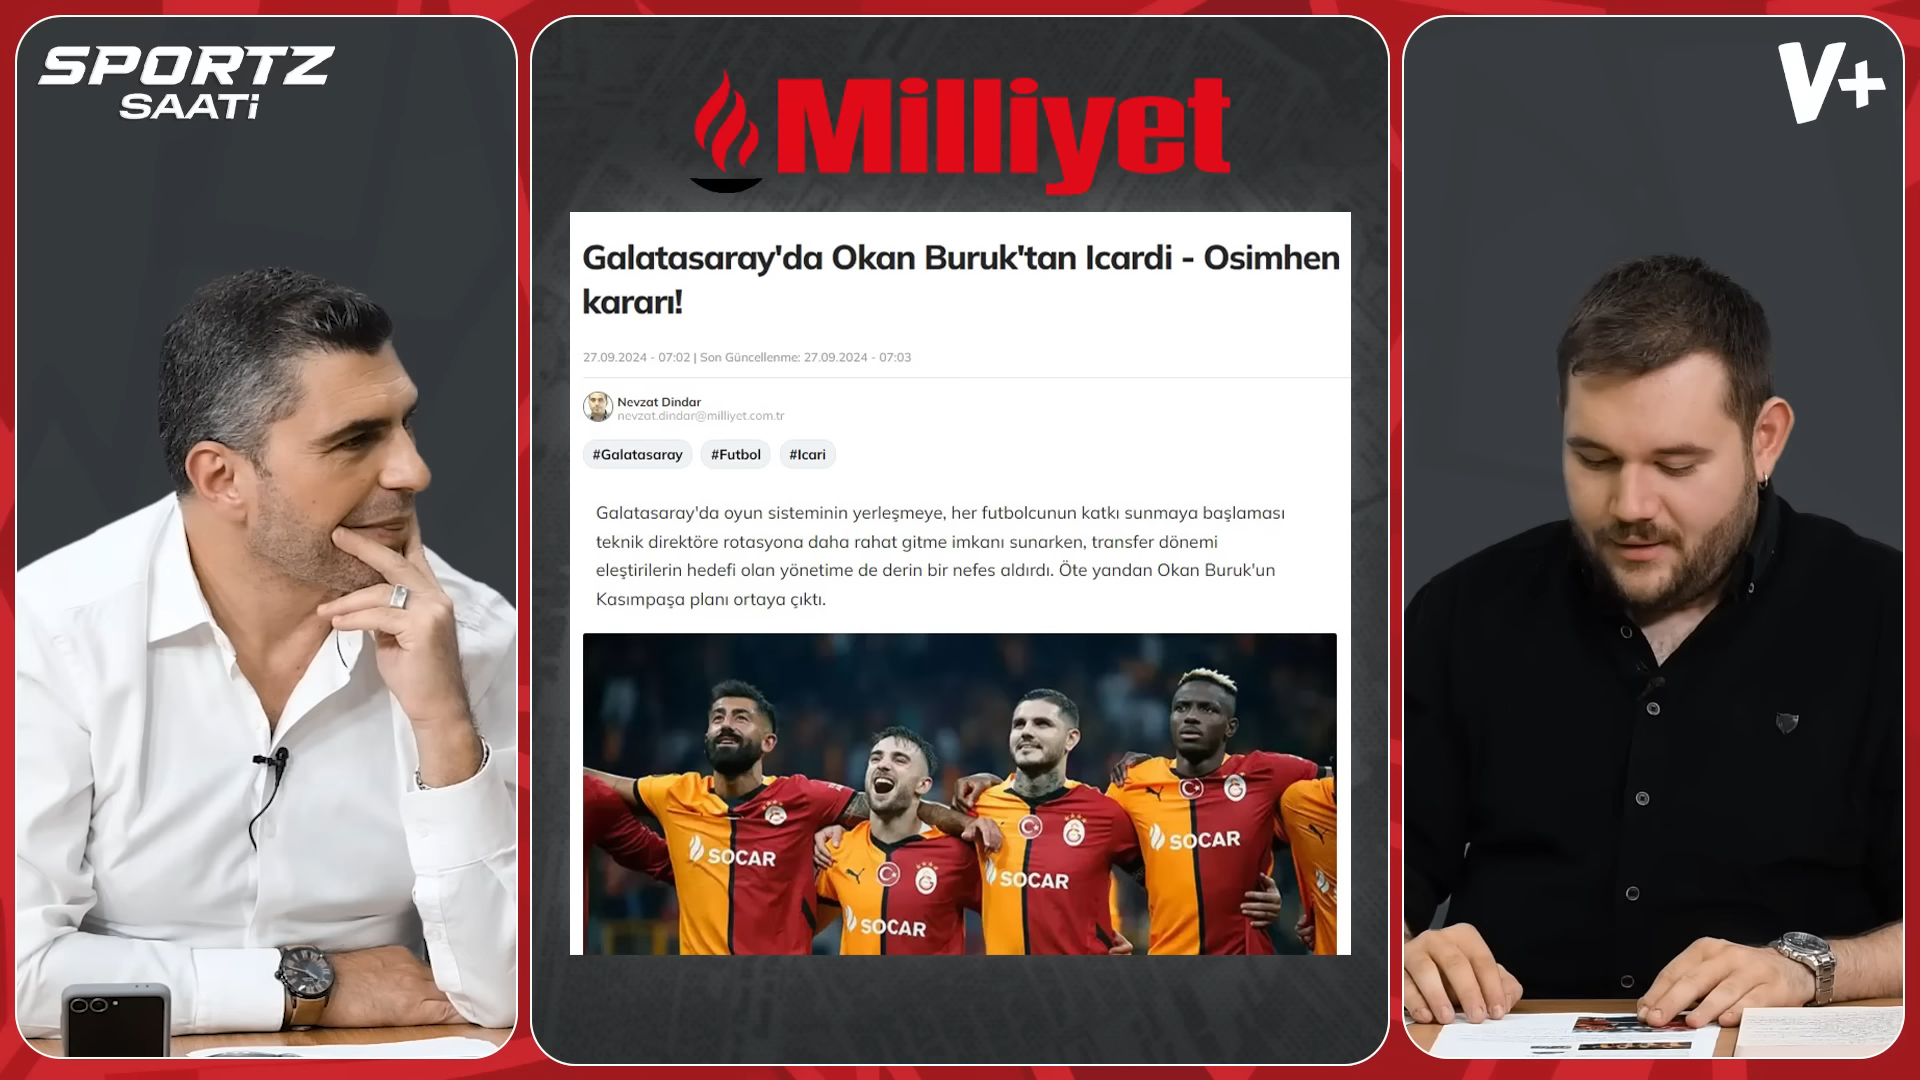 SPORTZ
SAATi
V+
Milliyet
Galatasaray'da Okan Buruk'tan Icardi - Osimhen
kararı!
27.09.2024 - 07:02 | Son Güncellenme: 27.09.2024 - 07:03
Nevzat Dindar
nevzat.dindar@milliyet.com.tr
#Galatasaray #Futbol #Icari
Galatasaray'da oyun sisteminin yerleşmeye, her futbolcunun katkı sunmaya başlaması
teknik direktöre rotasyona daha rahat gitme imkanı sunarken, transfer dönemi
eleştirilerin hedefi olan yönetime de derin bir nefes aldırdı. Öte yandan Okan Buruk'un
Kasımpaşa planı ortaya çıktı.
SOCAR
SOCAR
SOCAR
SOCAR